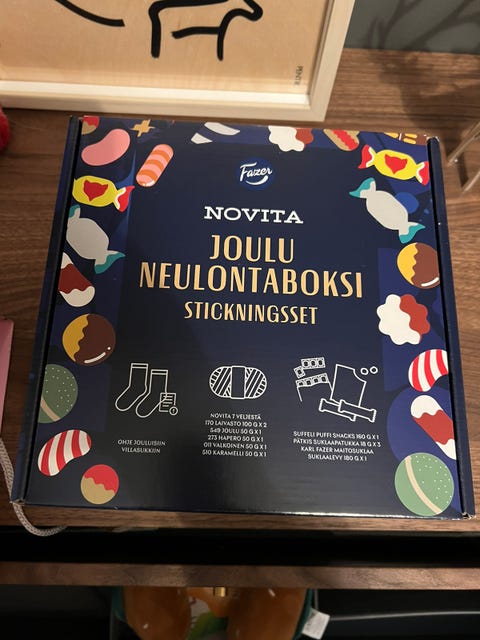 Fazer
NOVITA
JOULU
NEULONTABOKSI
STICKNINGSSET
OHJE JOULUISIIN
VILLASUKKIIN
NOVITA 7 VELJESTÄ
170 LAIVASTO 100 G X 2
549 JOULU 50 G X 1
273 HAPERO 50 G X 1
011 VALKOINEN 50 G X 1
510 KARAMELLI 50 G X 1
SUFFELI PUFFI SNACKS 160 G X 1
PÄTKIS SUKLAAPATUKKA 18 G X 3
KARL FAZER MAITOSUKLAA
SUKLAALEVY 180 G X 1